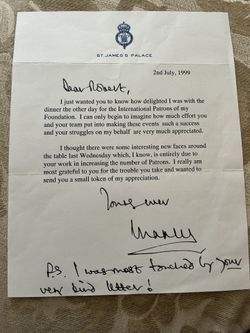 ST. JAMES'S PALACE
2nd July, 1999
Dear Robert,
I just wanted you to know how delighted I was with the
dinner the other day for the International Patrons of my
Foundation. I can only begin to imagine how much effort you
and your team put into making these events such a success
and your struggles on my behalf are very much appreciated.
I thought there were some interesting new faces around
the table last Wednesday which, I know, is entirely due to
your work in increasing the number of Patrons. I really am
most grateful to you for the trouble you take and wanted to
send you a small token of my appreciation.
Yours ever
P.S. I was most touched by your
very kind letter!